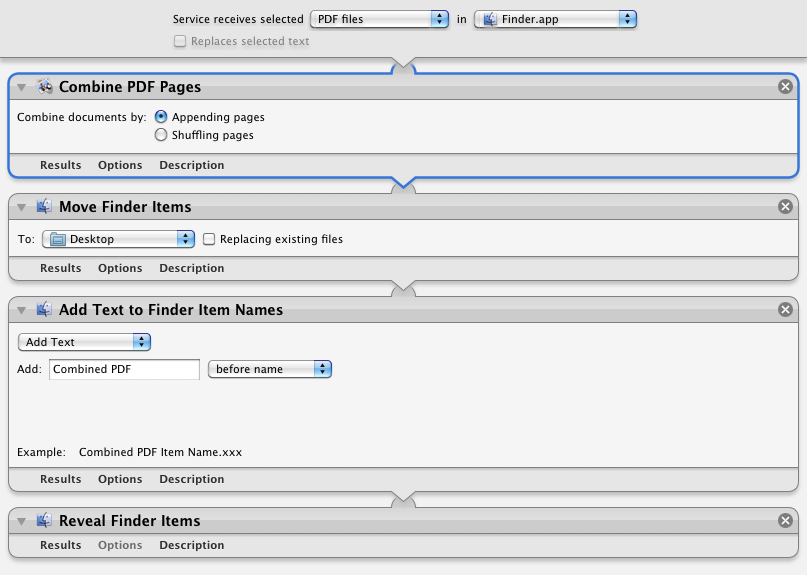 Service receives selected PDF files in Finder.app
Replaces selected text
Combine PDF Pages
Combine documents by: Appending pages
Shuffling pages
Results Options Description
Move Finder Items
To: Desktop Replacing existing files
Results Options Description
Add Text to Finder Item Names
Add Text
Add: Combined PDF before name
Example: Combined PDF Item Name.xxx
Results Options Description
Reveal Finder Items
Results Options Description